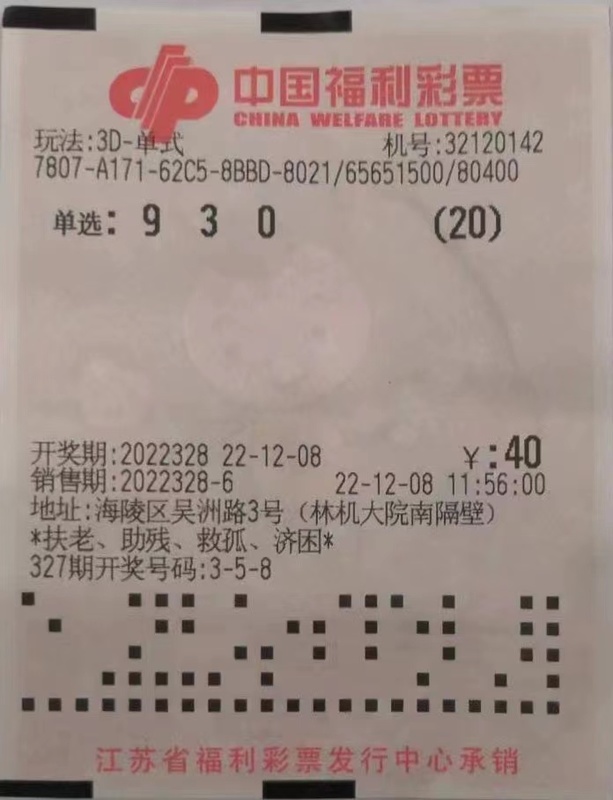 中国福利彩票
CHINA WELFARE LOTTERY
玩法:3D-单式 机号:32120142
7807-A171-62C5-8BBD-8021/65651500/80400
单选: 9 3 0 (20)
开奖期:2022328 22-12-08 ¥:40
销售期:2022328-6 22-12-08 11:56:00
地址:海陵区吴洲路3号（林机大院南隔壁）
*扶老、助残、救孤、济困*
327期开奖号码:3-5-8
江苏省福利彩票发行中心承销